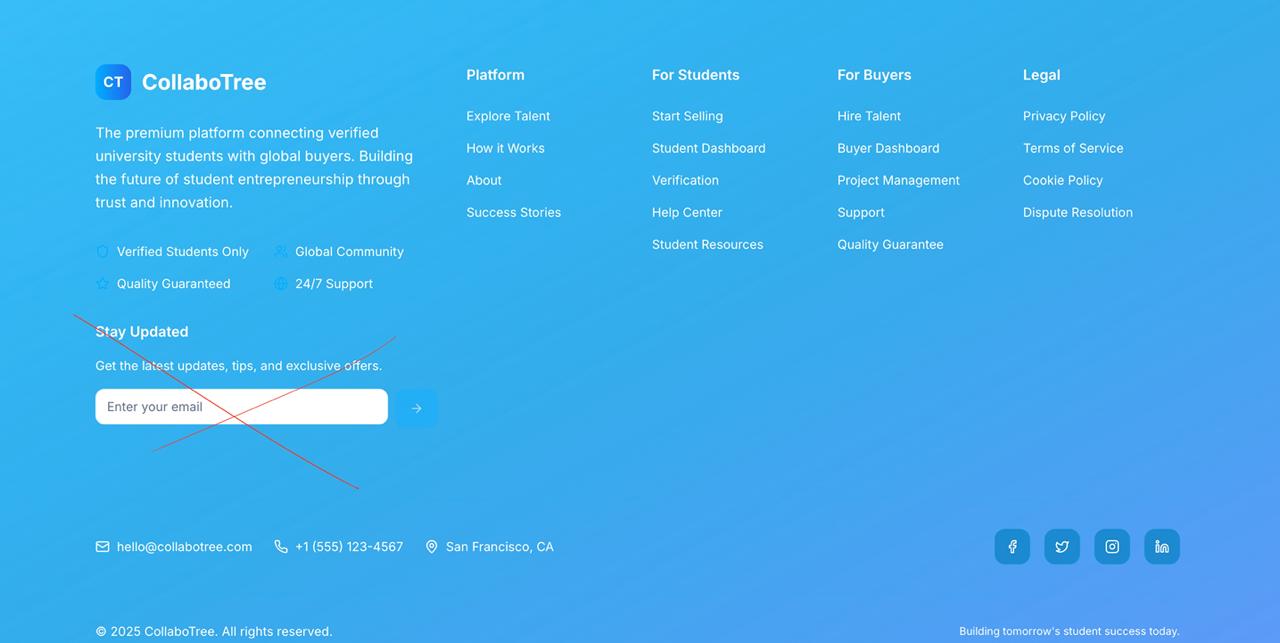 CT CollaboTree
The premium platform connecting verified
university students with global buyers. Building
the future of student entrepreneurship through
trust and innovation.
Verified Students Only
Global Community
Quality Guaranteed
24/7 Support
Stay Updated
Get the latest updates, tips, and exclusive offers.
Enter your email
Platform
Explore Talent
How it Works
About
Success Stories
For Students
Start Selling
Student Dashboard
Verification
Help Center
Student Resources
For Buyers
Hire Talent
Buyer Dashboard
Project Management
Support
Quality Guarantee
Legal
Privacy Policy
Terms of Service
Cookie Policy
Dispute Resolution
hello@collabotree.com
+1 (555) 123-4567
San Francisco, CA
© 2025 CollaboTree. All rights reserved.
Building tomorrow's student success today.